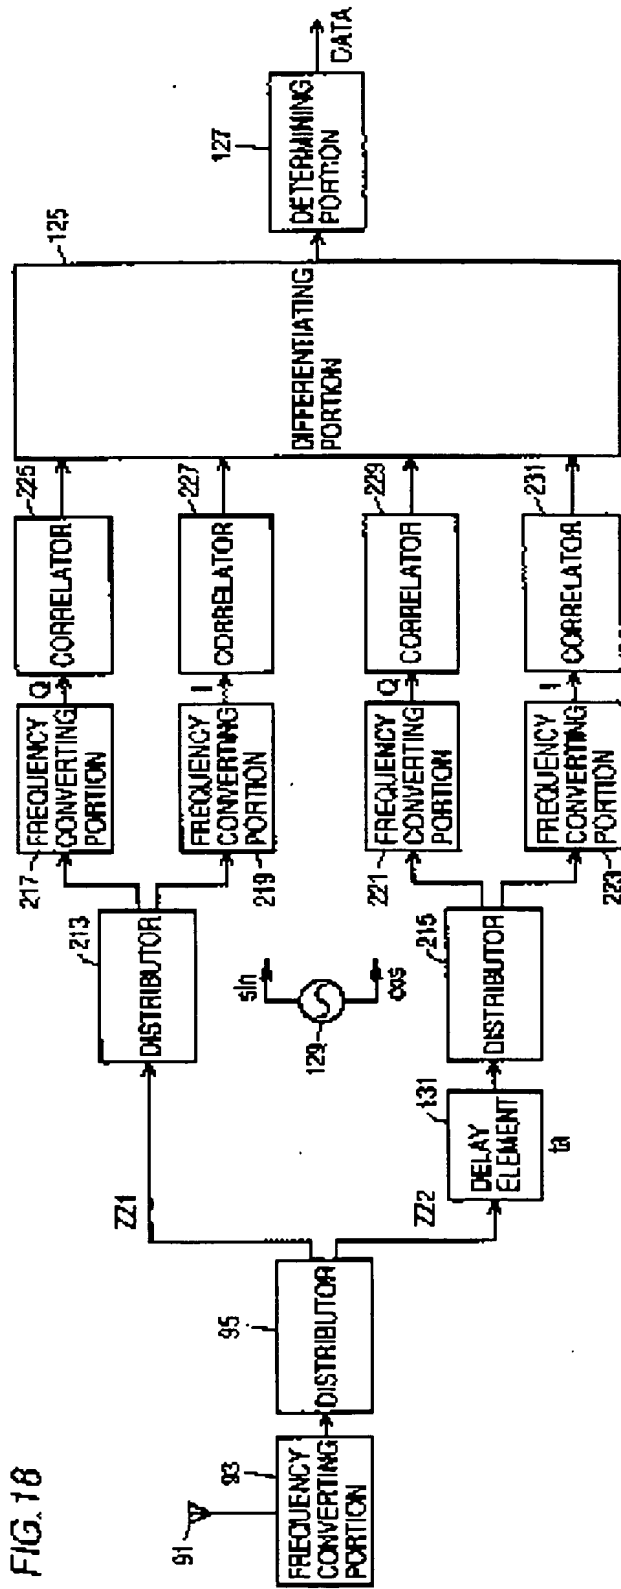 FIG. 18
91
93
FREQUENCY
CONVERTING
PORTION
95
DISTRIBUTOR
ZZ1
ZZ2
131
DELAY
ELEMENT
ta
213
DISTRIBUTOR
sin
129
cos
215
DISTRIBUTOR
217
FREQUENCY
CONVERTING
PORTION
Q
FREQUENCY
CONVERTING
PORTION
219
I
221
FREQUENCY
CONVERTING
PORTION
Q
FREQUENCY
CONVERTING
PORTION
223
I
225
CORRELATOR
227
CORRELATOR
229
CORRELATOR
231
CORRELATOR
125
DIFFERENTIATING
PORTION
127
DETERMINING
PORTION
DATA